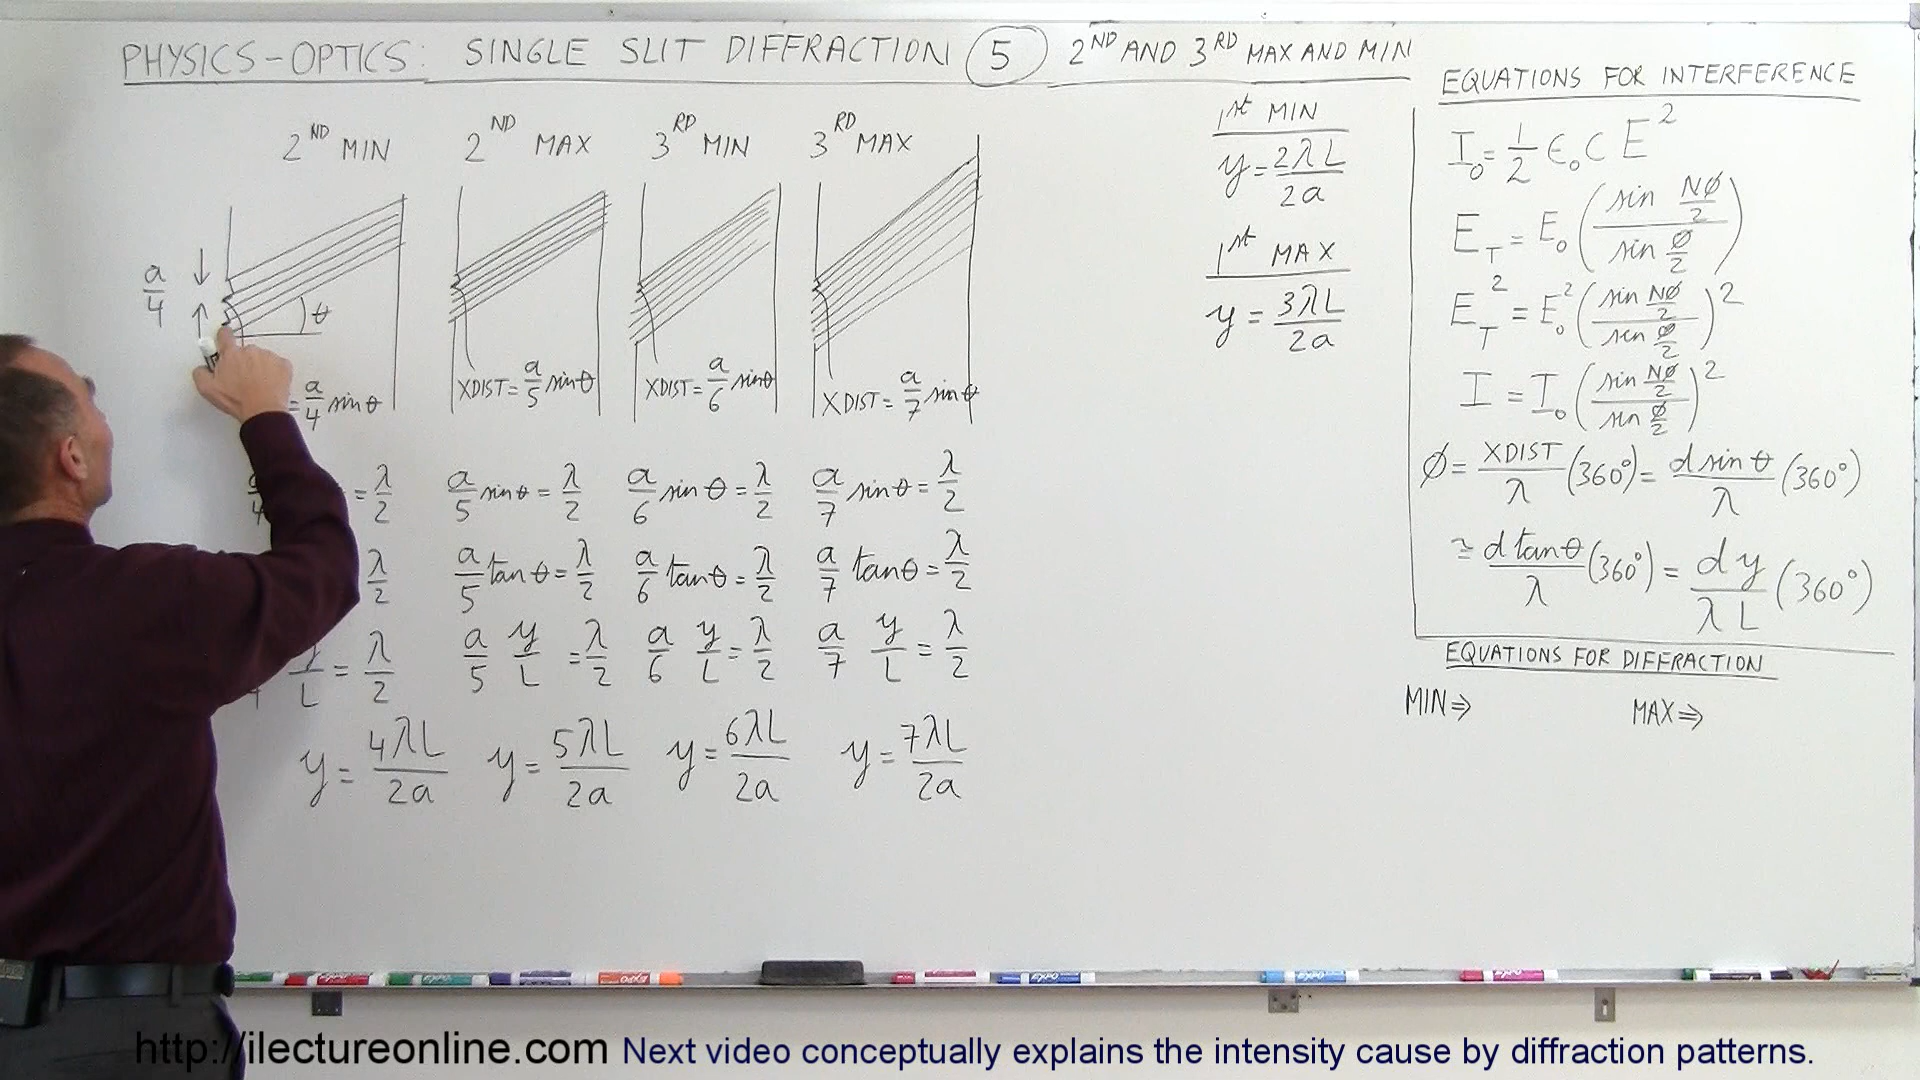 PHYSICS-OPTICS: SINGLE SLIT DIFFRACTION 5 2ND AND 3RD MAX AND MIN
2ND MIN
a/4
θ
= a/4 sin θ
= λ/2
λ/2
y/L = λ/2
y = 4λL/2a
2ND MAX
XDIST = a/5 sin θ
a/5 sin θ = λ/2
a/5 tan θ = λ/2
a/5 y/L = λ/2
y = 5λL/2a
3RD MIN
XDIST = a/6 sin θ
a/6 sin θ = λ/2
a/6 tan θ = λ/2
a/6 y/L = λ/2
y = 6λL/2a
3RD MAX
XDIST = a/7 sin θ
a/7 sin θ = λ/2
a/7 tan θ = λ/2
a/7 y/L = λ/2
y = 7λL/2a
1st MIN
y = 2λL/2a
1st MAX
y = 3λL/2a
EQUATIONS FOR INTERFERENCE
I₀ = 1/2 ε₀ C E²
E_T = E₀ (sin Nφ/2 / sin φ/2)
E_T² = E₀² (sin Nφ/2 / sin φ/2)²
I = I₀ (sin Nφ/2 / sin φ/2)²
φ = XDIST/λ (360°) = d sin θ/λ (360°)
≃ d tan θ/λ (360°) = d y/λ L (360°)
EQUATIONS FOR DIFFRACTION
MIN ⇒ MAX ⇒
http://ilectureonline.com Next video conceptually explains the intensity cause by diffraction patterns.